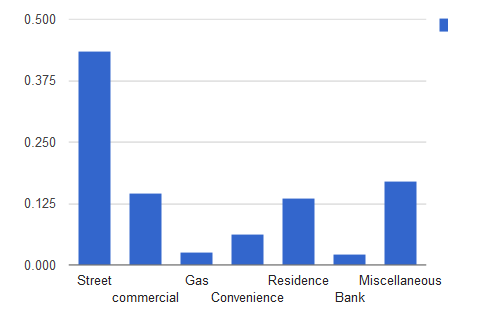 0.500
0.375
0.250
0.125
0.000
Street
commercial
Gas
Convenience
Residence
Bank
Miscellaneous